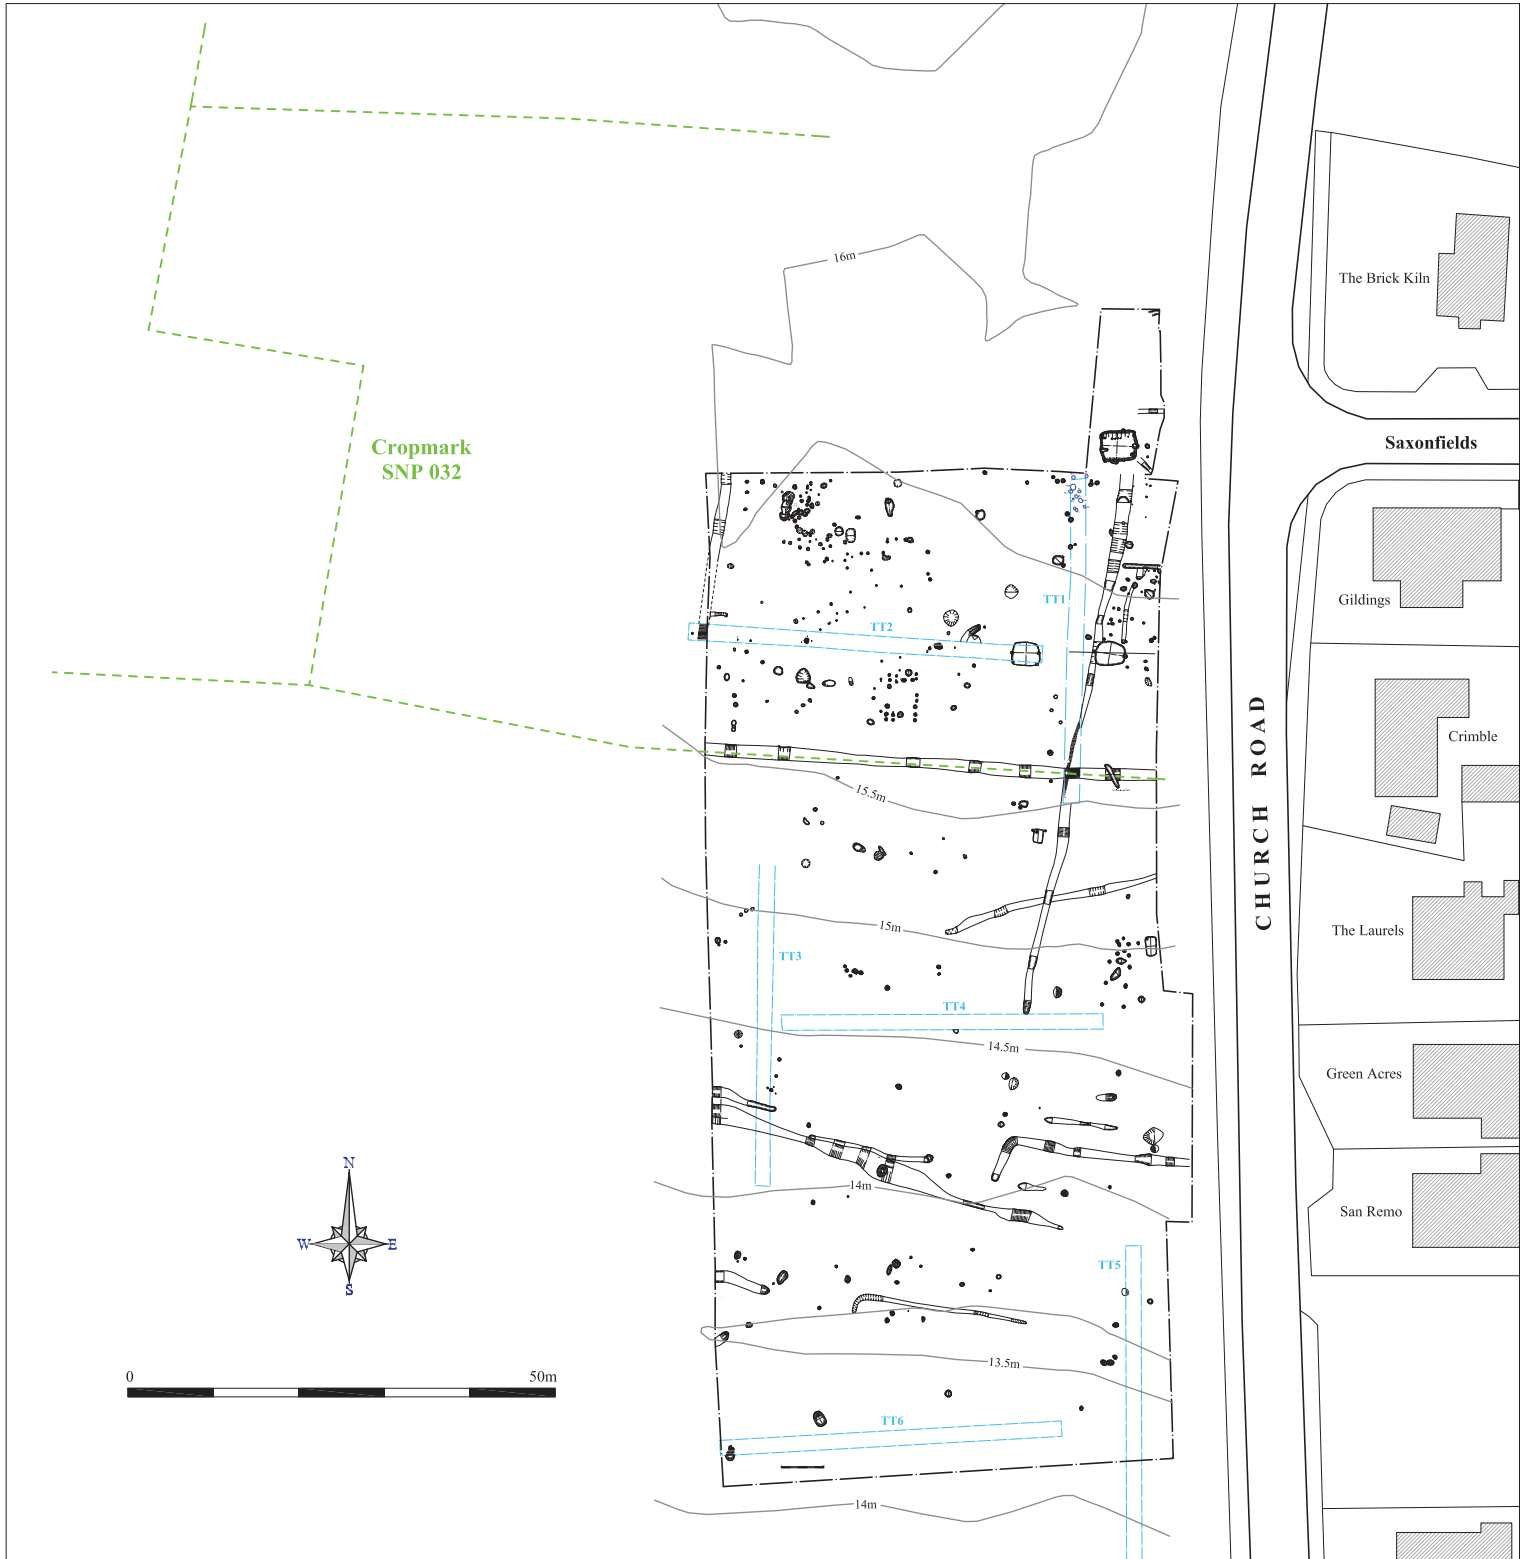 16m
The Brick Kiln
Cropmark
SNP 032
Saxonfields
TT1
Gildings
TT2
CHURCH ROAD
Crimble
15.5m
15m
The Laurels
TT3
TT4
14.5m
Green Acres
14m
San Remo
N
W
E
S
TT5
13.5m
0
50m
TT6
14m